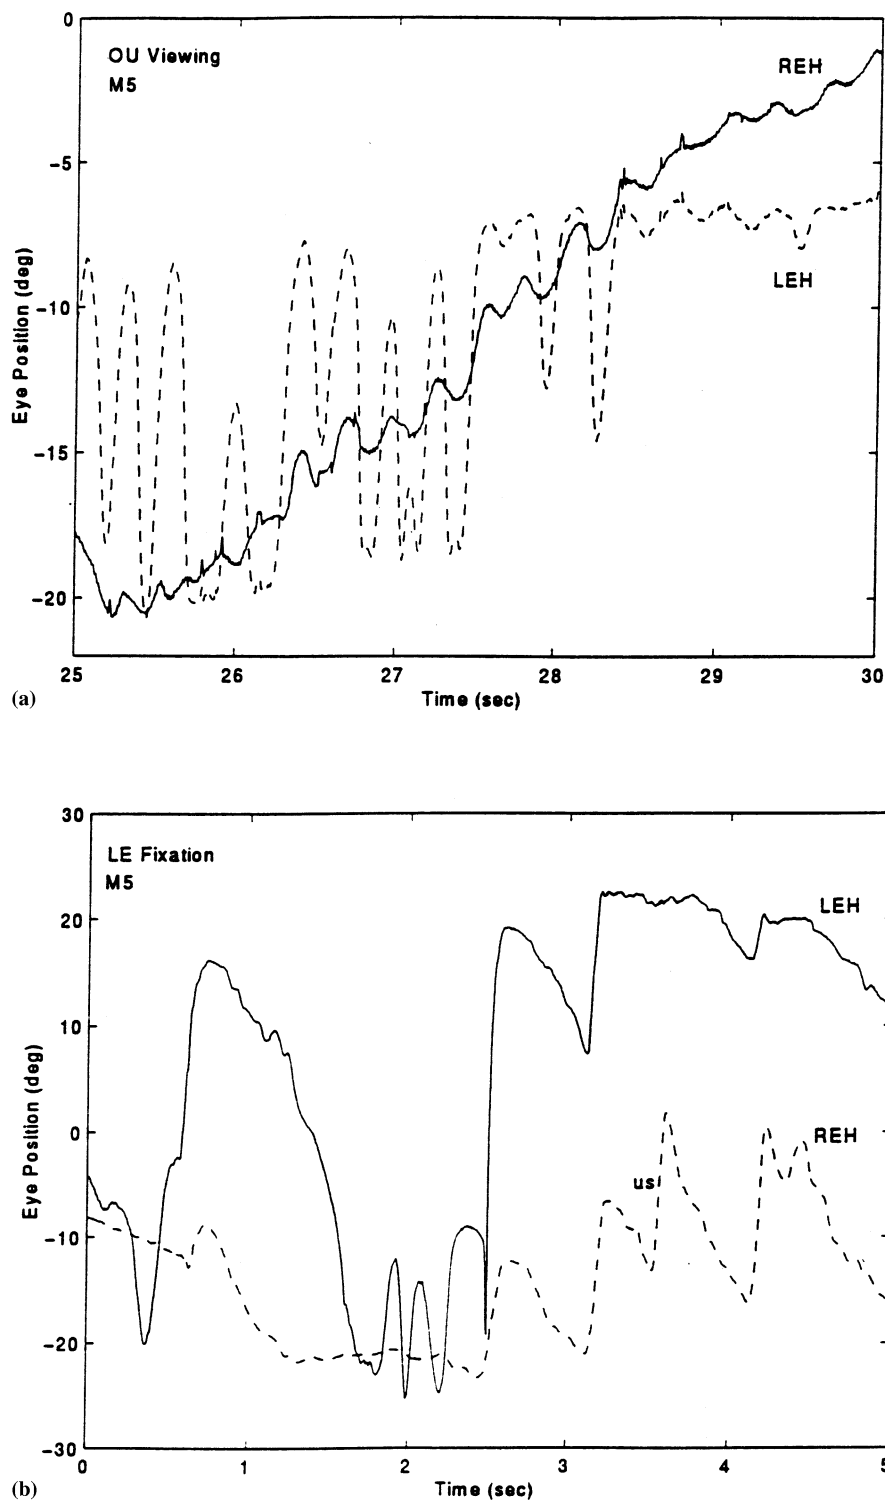 0
OU Viewing
M5
REH
−5
LEH
Eye Position (deg)
−10
−15
−20
25 26 27 28 29 30
(a)
Time (sec)
30
LE Fixation
M5
20
LEH
10
Eye Position (deg)
0
REH
us
−10
−20
−30
0 1 2 3 4 5
(b)
Time (sec)